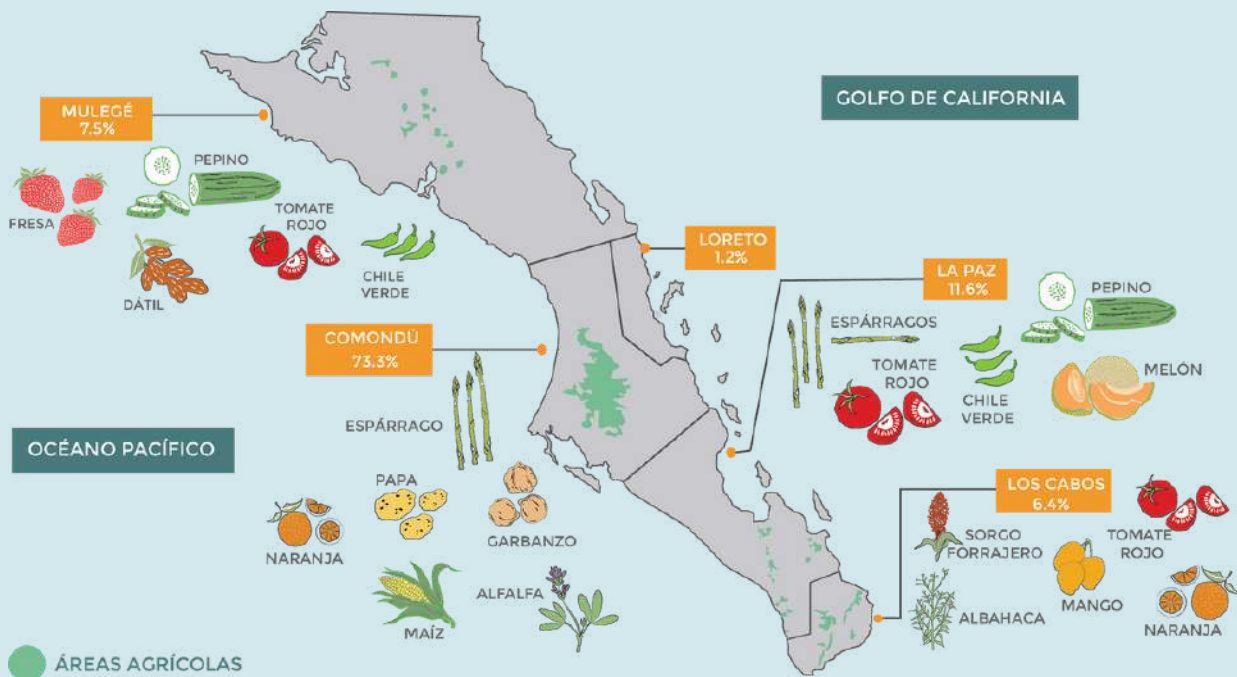 GOLFO DE CALIFORNIA
MULEGÉ
7.5%
PEPINO
FRESA
TOMATE
ROJO
DÁTIL
CHILE
VERDE
LORETO
1.2%
LA PAZ
11.6%
PEPINO
ESPÁRRAGOS
TOMATE
ROJO
CHILE
VERDE
MELÓN
COMONDÚ
73.3%
ESPÁRRAGO
OCÉANO PACÍFICO
PAPA
GARBANZO
NARANJA
ALFALFA
MAÍZ
LOS CABOS
6.4%
SORGO
FORRAJERO
TOMATE
ROJO
MANGO
ALBAHACA
NARANJA
ÁREAS AGRÍCOLAS